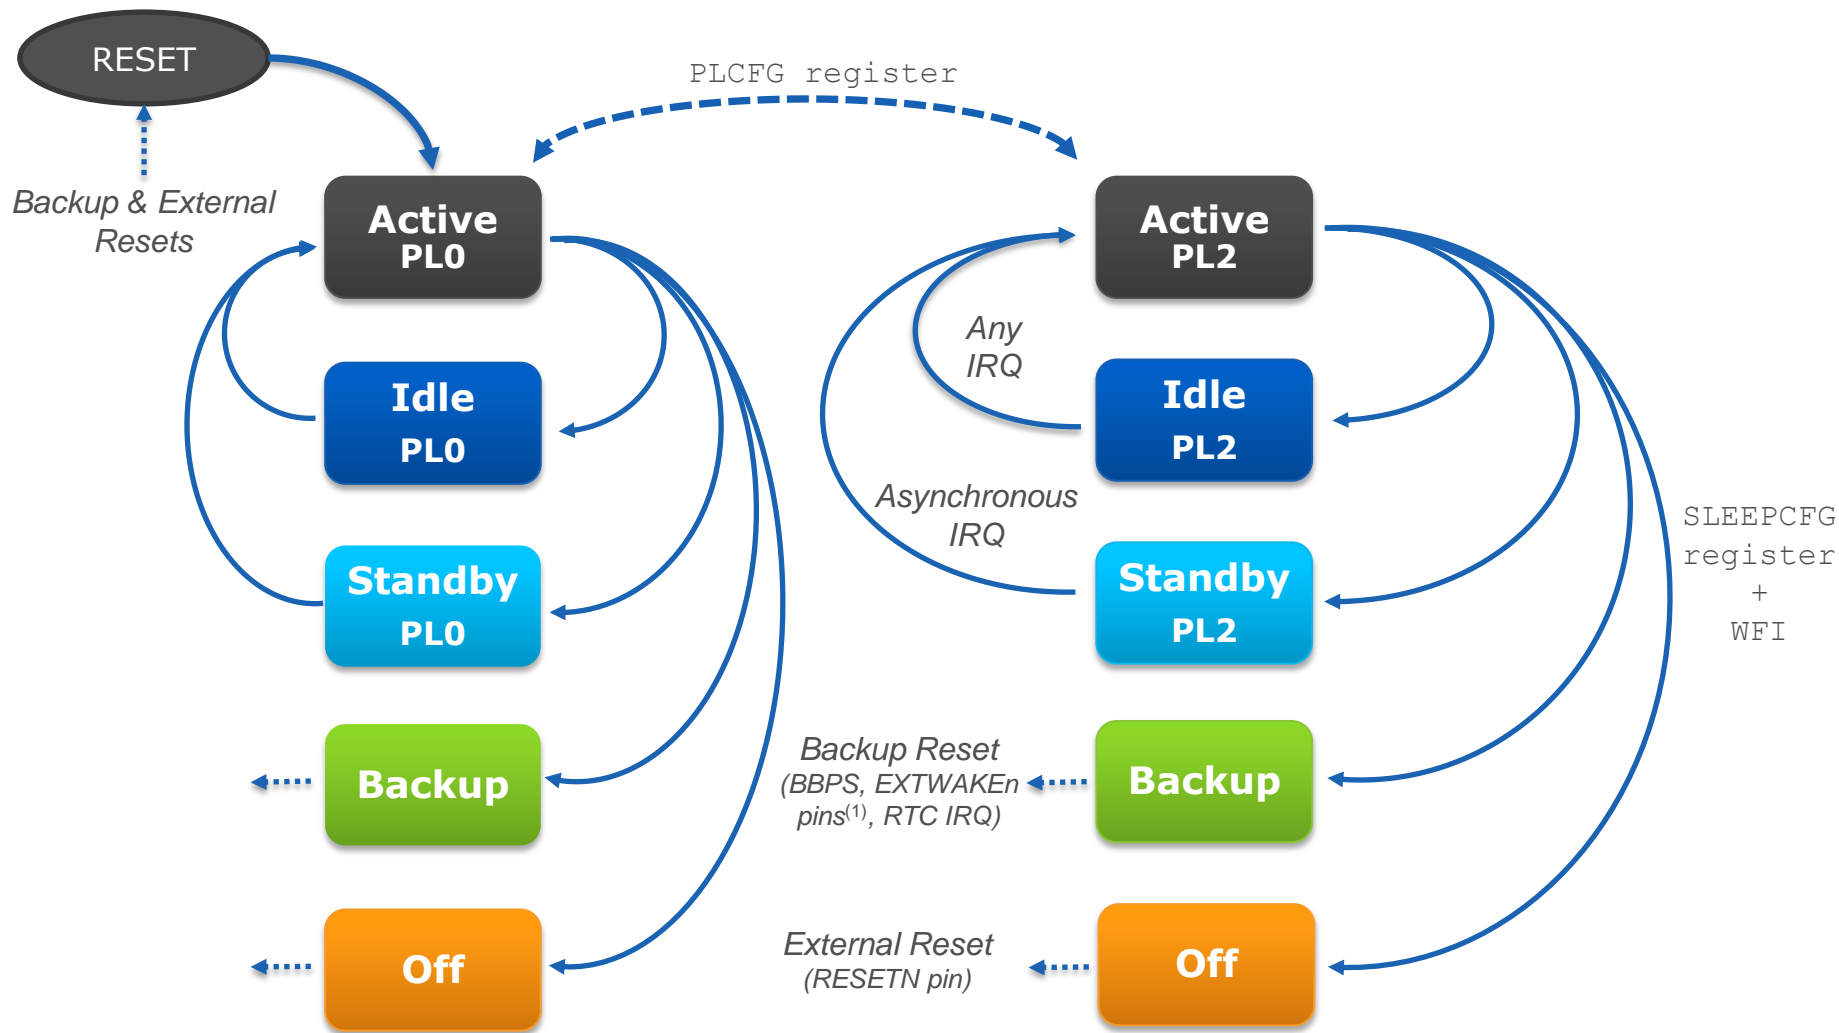 RESET
PLCFG register
Backup & External
Resets
Active
PL0
Active
PL2
Any
IRQ
Idle
PL0
Idle
PL2
Asynchronous
IRQ
SLEEPCFG
register
+
WFI
Standby
PL0
Standby
PL2
Backup
Backup Reset
(BBPS, EXTWAKEn
pins(1), RTC IRQ)
Backup
Off
External Reset
(RESETN pin)
Off